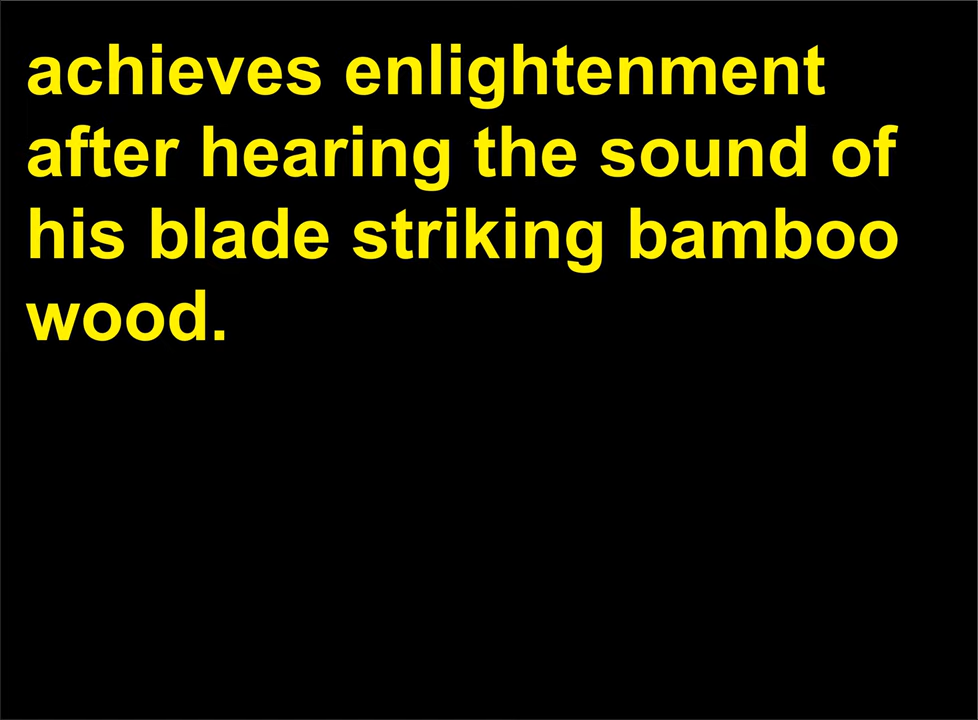 achieves enlightenment
after hearing the sound of
his blade striking bamboo
wood.